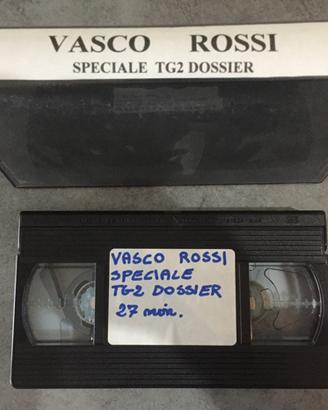 VASCO ROSSI
SPECIALE TG2 DOSSIER
VASCO ROSSI
SPECIALE
TG2 DOSSIER
27 min.